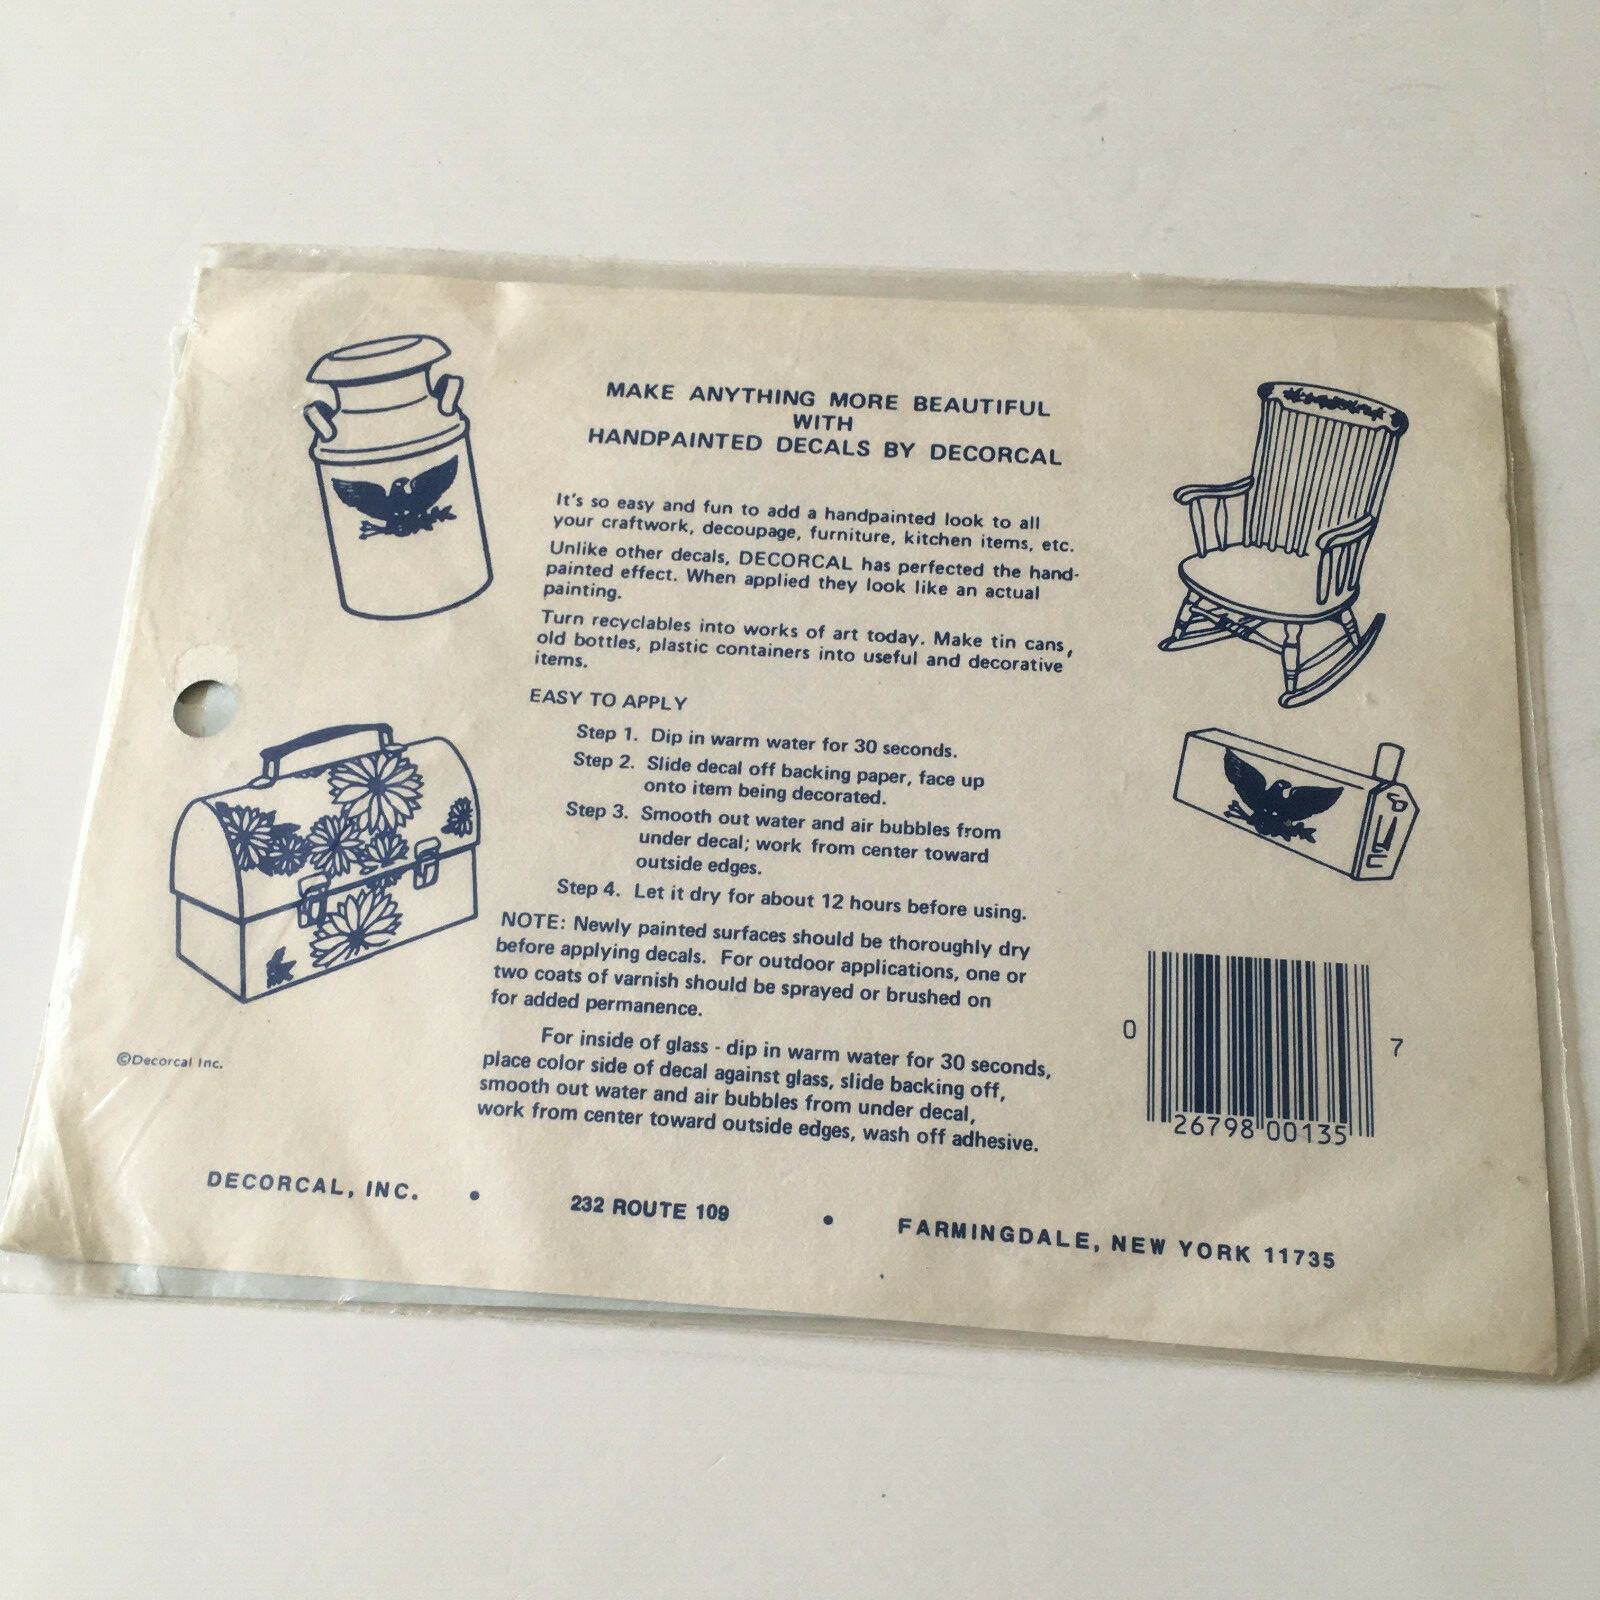 MAKE ANYTHING MORE BEAUTIFUL
WITH
HANDPAINTED DECALS BY DECORCAL
It's so easy and fun to add a handpainted look to all
your craftwork, decoupage, furniture, kitchen items, etc.
Unlike other decals, DECORCAL has perfected the hand-
painted effect. When applied they look like an actual
painting.
Turn recyclables into works of art today. Make tin cans,
old bottles, plastic containers into useful and decorative
items.
EASY TO APPLY
Step 1. Dip in warm water for 30 seconds.
Step 2. Slide decal off backing paper, face up
onto item being decorated.
Step 3. Smooth out water and air bubbles from
under decal; work from center toward
outside edges.
Step 4. Let it dry for about 12 hours before using.
NOTE: Newly painted surfaces should be thoroughly dry
before applying decals. For outdoor applications, one or
two coats of varnish should be sprayed or brushed on
for added permanence.
For inside of glass - dip in warm water for 30 seconds,
place color side of decal against glass, slide backing off,
smooth out water and air bubbles from under decal,
work from center toward outside edges, wash off adhesive.
©Decorcal Inc.
0 26798 00135 7
DECORCAL, INC. • 232 ROUTE 109 • FARMINGDALE, NEW YORK 11735